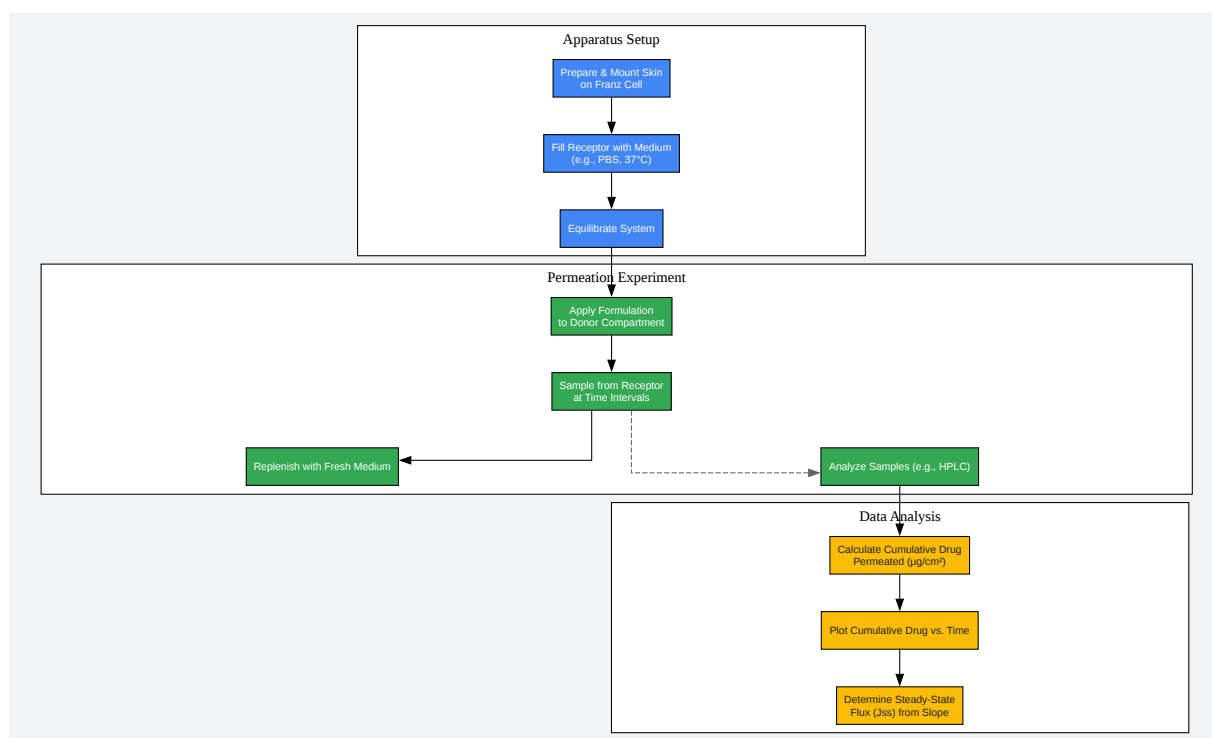 Apparatus Setup
Prepare & Mount Skin
on Franz Cell
Fill Receptor with Medium
(e.g., PBS, 37°C)
Equilibrate System
Permeation Experiment
Apply Formulation
to Donor Compartment
Sample from Receptor
at Time Intervals
Replenish with Fresh Medium
Analyze Samples (e.g., HPLC)
Data Analysis
Calculate Cumulative Drug
Permeated (µg/cm²)
Plot Cumulative Drug vs. Time
Determine Steady-State
Flux (Jss) from Slope